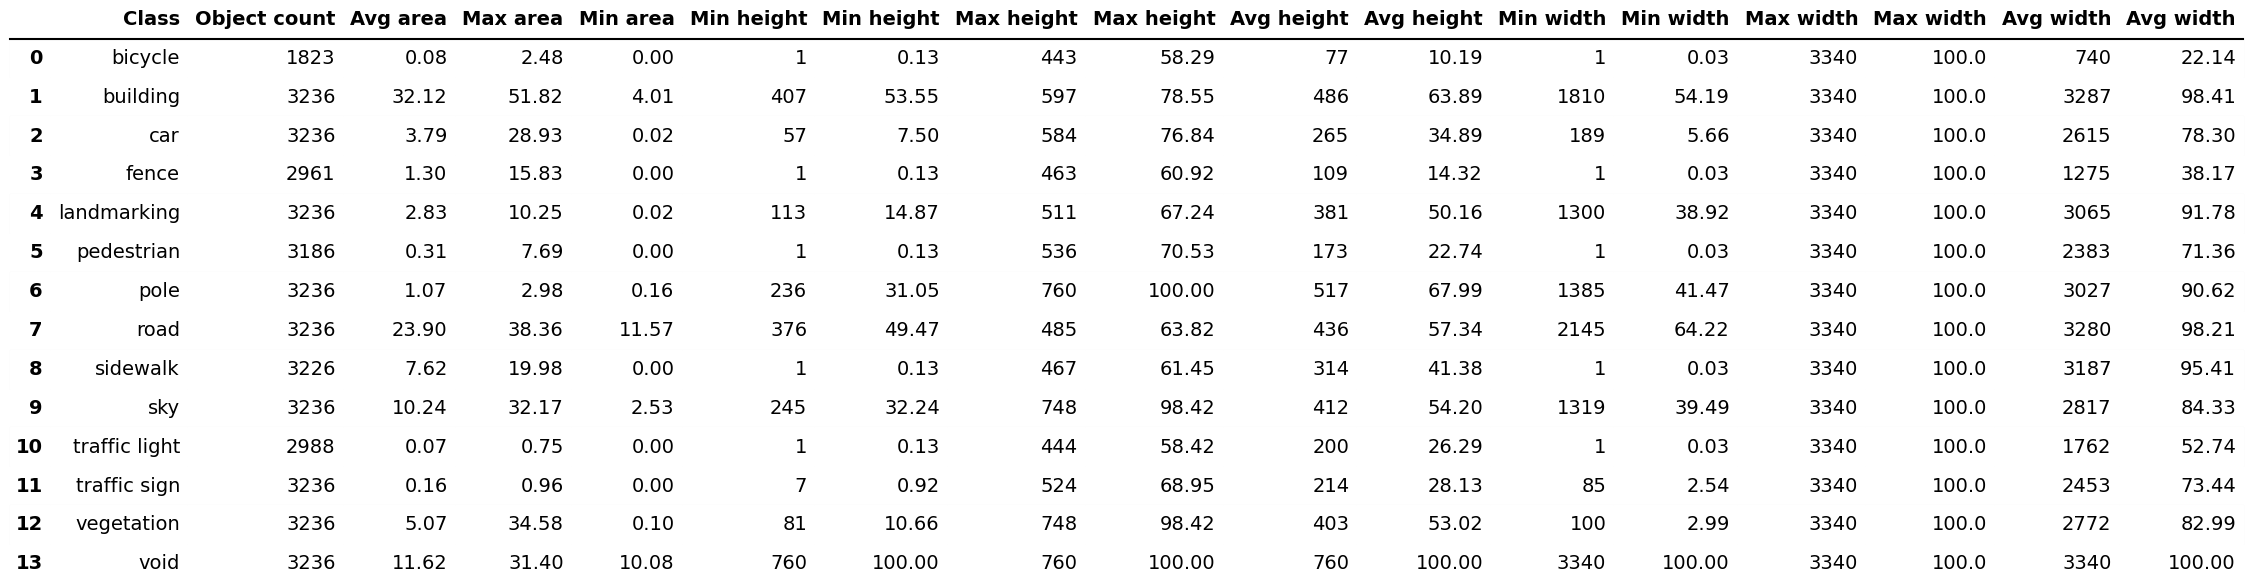 Class Object count Avg area Max area Min area Min height Min height Max height Max height Avg height Avg height Min width Min width Max width Max width Avg width Avg width
0 bicycle 1823 0.08 2.48 0.00 1 0.13 443 58.29 77 10.19 1 0.03 3340 100.0 740 22.14
1 building 3236 32.12 51.82 4.01 407 53.55 597 78.55 486 63.89 1810 54.19 3340 100.0 3287 98.41
2 car 3236 3.79 28.93 0.02 57 7.50 584 76.84 265 34.89 189 5.66 3340 100.0 2615 78.30
3 fence 2961 1.30 15.83 0.00 1 0.13 463 60.92 109 14.32 1 0.03 3340 100.0 1275 38.17
4 landmarking 3236 2.83 10.25 0.02 113 14.87 511 67.24 381 50.16 1300 38.92 3340 100.0 3065 91.78
5 pedestrian 3186 0.31 7.69 0.00 1 0.13 536 70.53 173 22.74 1 0.03 3340 100.0 2383 71.36
6 pole 3236 1.07 2.98 0.16 236 31.05 760 100.00 517 67.99 1385 41.47 3340 100.0 3027 90.62
7 road 3236 23.90 38.36 11.57 376 49.47 485 63.82 436 57.34 2145 64.22 3340 100.0 3280 98.21
8 sidewalk 3226 7.62 19.98 0.00 1 0.13 467 61.45 314 41.38 1 0.03 3340 100.0 3187 95.41
9 sky 3236 10.24 32.17 2.53 245 32.24 748 98.42 412 54.20 1319 39.49 3340 100.0 2817 84.33
10 traffic light 2988 0.07 0.75 0.00 1 0.13 444 58.42 200 26.29 1 0.03 3340 100.0 1762 52.74
11 traffic sign 3236 0.16 0.96 0.00 7 0.92 524 68.95 214 28.13 85 2.54 3340 100.0 2453 73.44
12 vegetation 3236 5.07 34.58 0.10 81 10.66 748 98.42 403 53.02 100 2.99 3340 100.0 2772 82.99
13 void 3236 11.62 31.40 10.08 760 100.00 760 100.00 760 100.00 3340 100.00 3340 100.0 3340 100.00